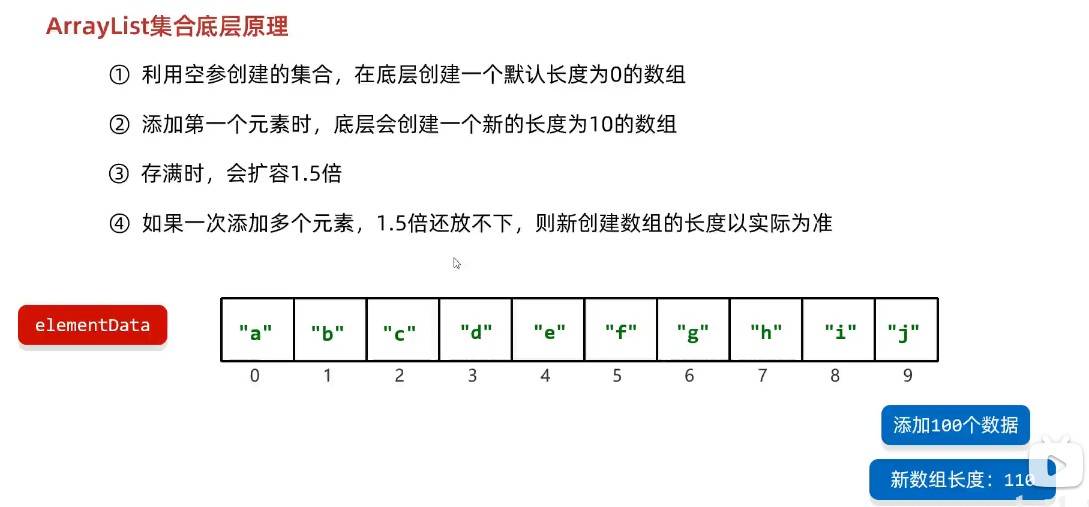 ArrayList集合底层原理
① 利用空参创建的集合，在底层创建一个默认长度为0的数组
② 添加第一个元素时，底层会创建一个新的长度为10的数组
③ 存满时，会扩容1.5倍
④ 如果一次添加多个元素，1.5倍还放不下，则新创建数组的长度以实际为准
elementData
"a" "b" "c" "d" "e" "f" "g" "h" "i" "j"
0 1 2 3 4 5 6 7 8 9
添加100个数据
新数组长度：110